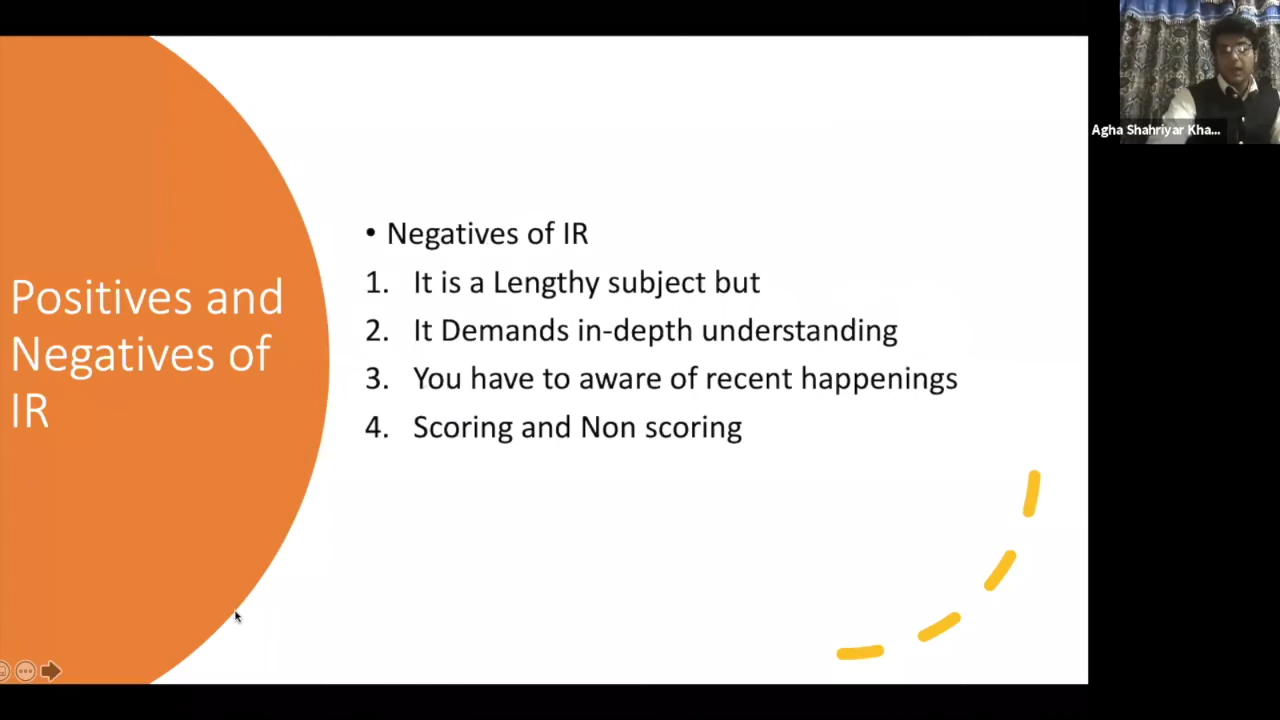 Positives and
Negatives of
IR
• Negatives of IR
1. It is a Lengthy subject but
2. It Demands in-depth understanding
3. You have to aware of recent happenings
4. Scoring and Non scoring
Agha Shahriyar Kha...